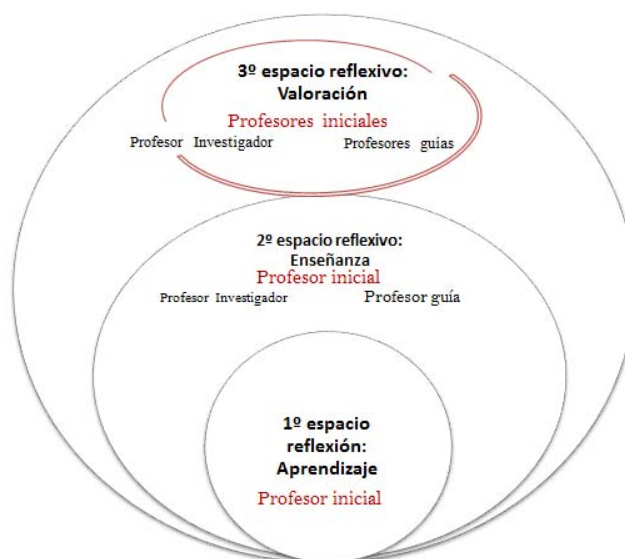 3º espacio reflexivo:
Valoración
Profesores iniciales
Profesor Investigador Profesores guías
2º espacio reflexivo:
Enseñanza
Profesor inicial
Profesor Investigador Profesor guía
1º espacio
reflexión:
Aprendizaje
Profesor inicial